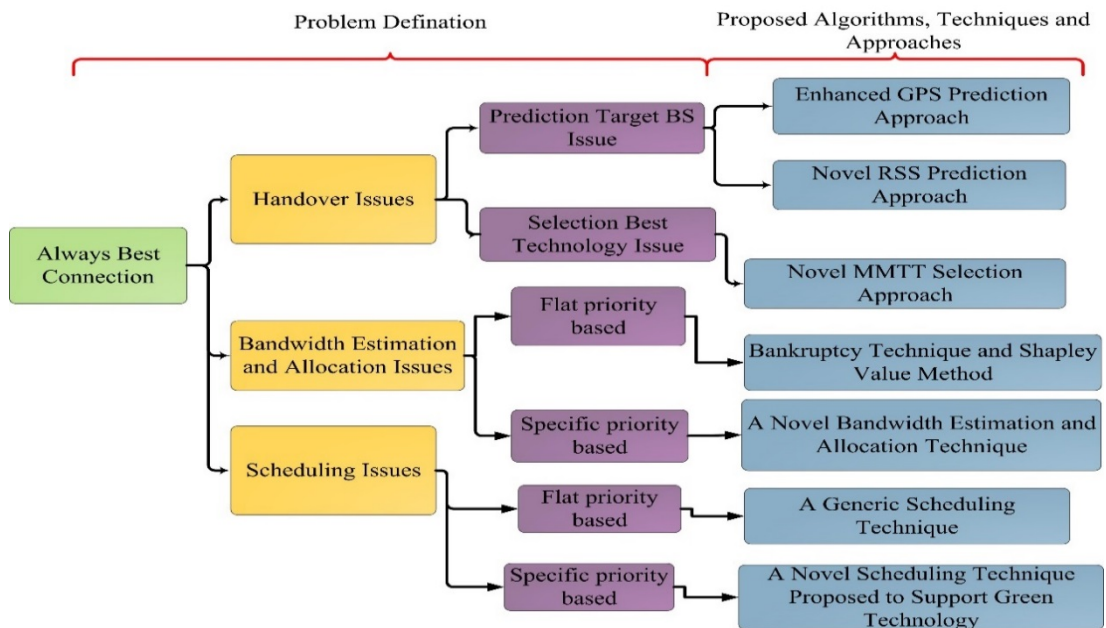 Problem Defination
Proposed Algorithms, Techniques and
Approaches
Always Best
Connection
Handover Issues
Prediction Target BS
Issue
Enhanced GPS Prediction
Approach
Novel RSS Prediction
Approach
Selection Best
Technology Issue
Novel MMTT Selection
Approach
Bandwidth Estimation
and Allocation Issues
Flat priority
based
Bankruptcy Technique and Shapley
Value Method
Specific priority
based
A Novel Bandwidth Estimation and
Allocation Technique
Scheduling Issues
Flat priority
based
A Generic Scheduling
Technique
Specific priority
based
A Novel Scheduling Technique
Proposed to Support Green
Technology